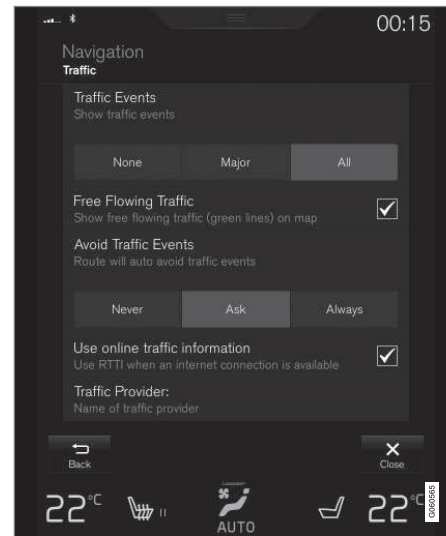 00:15
Navigation
Traffic
Traffic Events
Show traffic events
None Major All
Free Flowing Traffic
Show free flowing traffic (green lines) on map
Avoid Traffic Events
Route will auto avoid traffic events
Never Ask Always
Use online traffic information
Use RTTI when an internet connection is available
Traffic Provider:
Name of traffic provider
Back
Close
22°C
AUTO
22°C
G060565